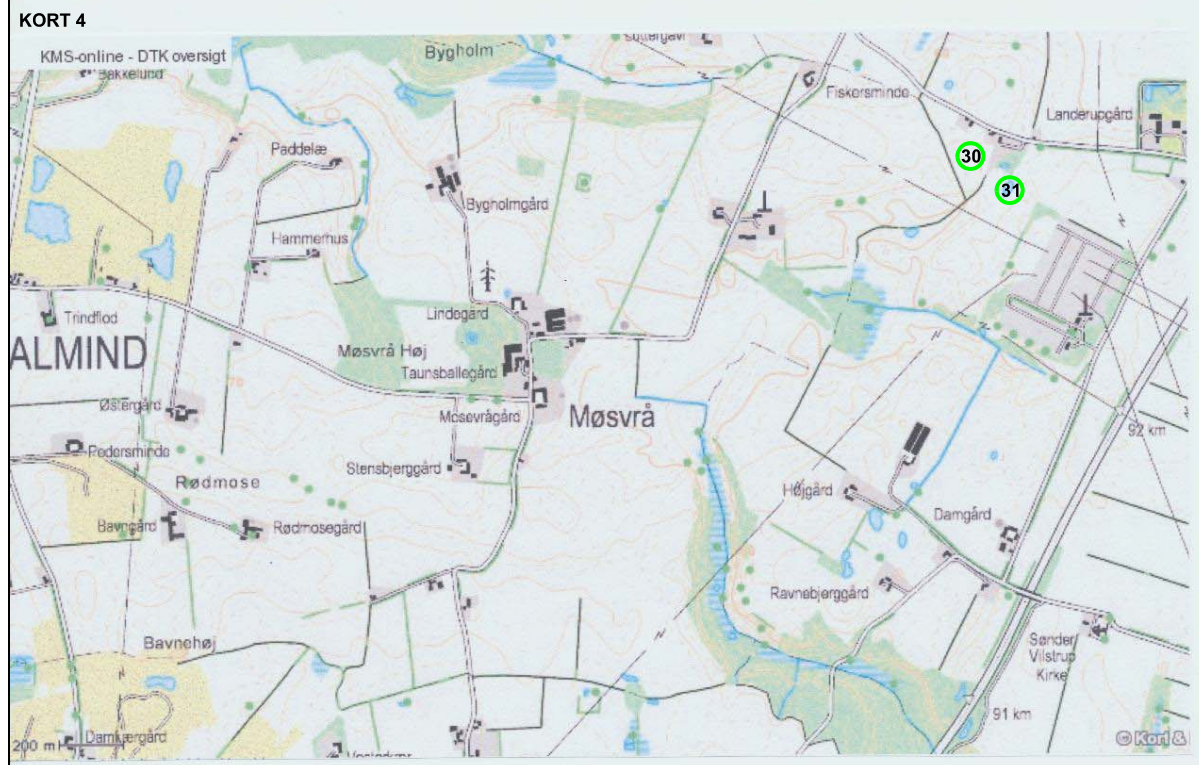 KORT 4
KMS-online - DTK oversigt
Bakkelund
Bygholm
Fiskersminde
Landerupgård
Paddelæ
30
31
Bygholmgård
Hammerhus
Trindflod
Lindegård
ALMIND
Møsvrå Høj
Taunsballegård
Østergård
Mosevrågård
Møsvrå
92 km
Pedersminde
Stensbjerggård
Rødmose
Højgård
Bavngård
Rødmosegård
Damgård
Ravnebjerggård
Bavnehøj
Sønder
Vilstrup
Kirke
91 km
200 m
Damkjærgård
© Kort &